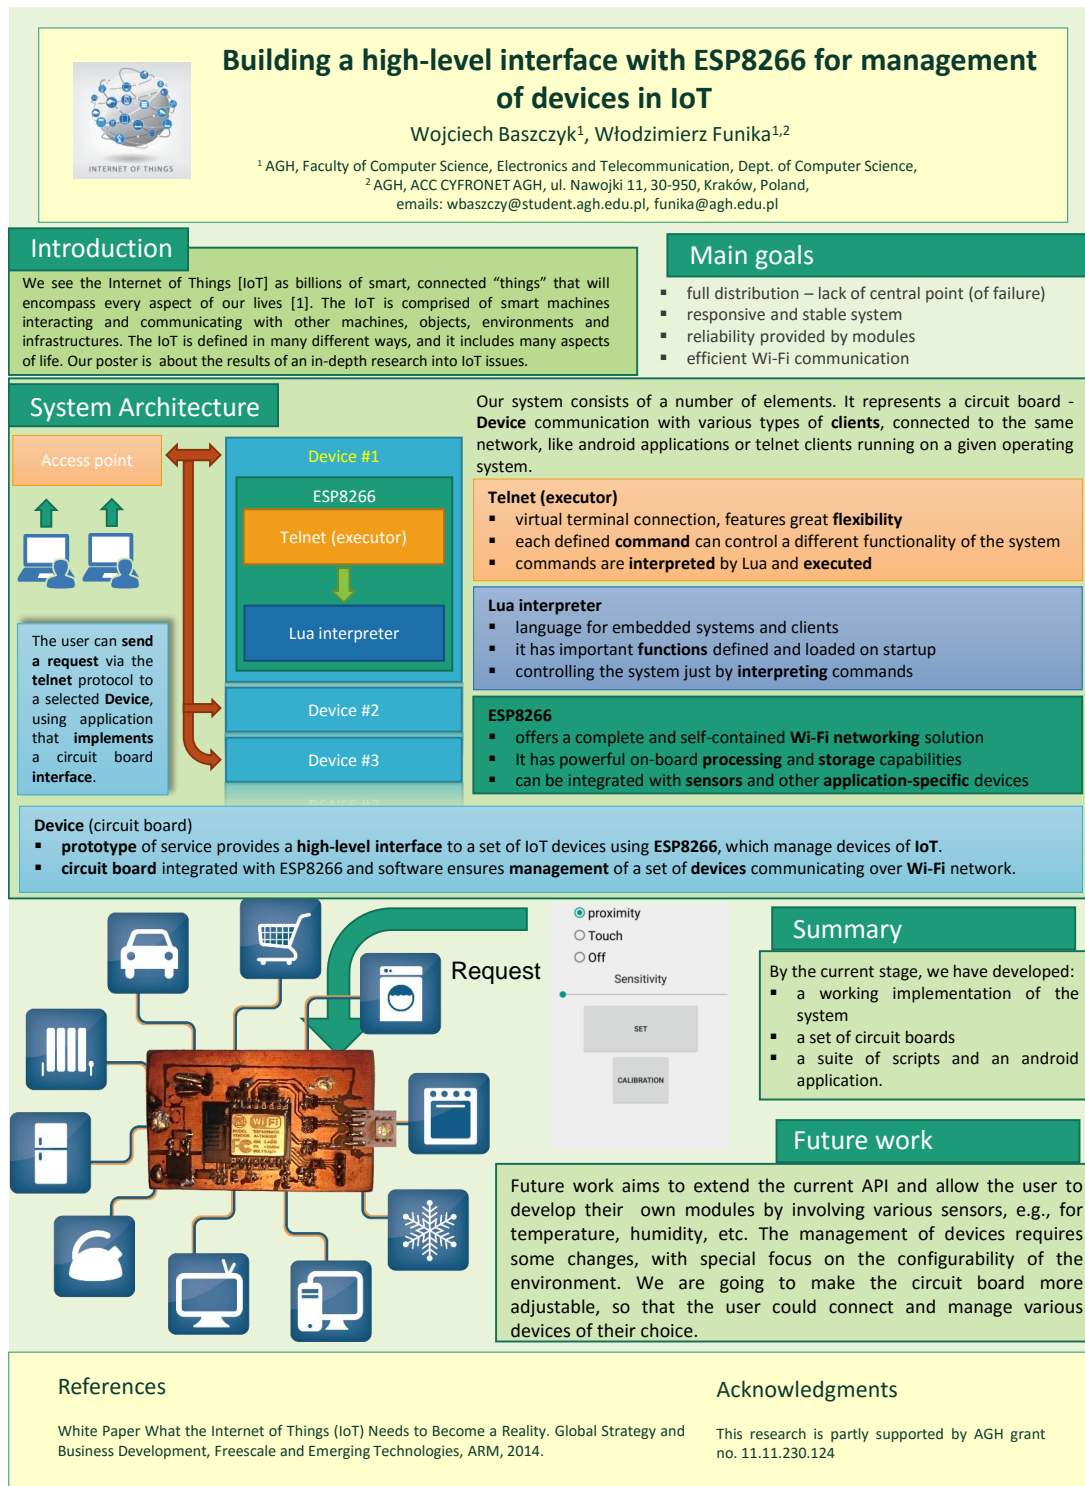 INTERNET OF THINGS
Building a high-level interface with ESP8266 for management
of devices in IoT
Wojciech Baszczyk1, Włodzimierz Funika1,2
1 AGH, Faculty of Computer Science, Electronics and Telecommunication, Dept. of Computer Science,
2 AGH, ACC CYFRONET AGH, ul. Nawojki 11, 30-950, Kraków, Poland,
emails: wbaszczy@student.agh.edu.pl, funika@agh.edu.pl
Introduction
We see the Internet of Things [IoT] as billions of smart, connected “things” that will
encompass every aspect of our lives [1]. The IoT is comprised of smart machines
interacting and communicating with other machines, objects, environments and
infrastructures. The IoT is defined in many different ways, and it includes many aspects
of life. Our poster is about the results of an in-depth research into IoT issues.
Main goals
▪ full distribution – lack of central point (of failure)
▪ responsive and stable system
▪ reliability provided by modules
▪ efficient Wi-Fi communication
System Architecture
Access point
Device #1
ESP8266
Telnet (executor)
Lua interpreter
Device #2
Device #3
The user can send
a request via the
telnet protocol to
a selected Device,
using application
that implements
a circuit board
interface.
Our system consists of a number of elements. It represents a circuit board -
Device communication with various types of clients, connected to the same
network, like android applications or telnet clients running on a given operating
system.
Telnet (executor)
▪ virtual terminal connection, features great flexibility
▪ each defined command can control a different functionality of the system
▪ commands are interpreted by Lua and executed
Lua interpreter
▪ language for embedded systems and clients
▪ it has important functions defined and loaded on startup
▪ controlling the system just by interpreting commands
ESP8266
▪ offers a complete and self-contained Wi-Fi networking solution
▪ It has powerful on-board processing and storage capabilities
▪ can be integrated with sensors and other application-specific devices
Device (circuit board)
▪ prototype of service provides a high-level interface to a set of IoT devices using ESP8266, which manage devices of IoT.
▪ circuit board integrated with ESP8266 and software ensures management of a set of devices communicating over Wi-Fi network.
Request
proximity
Touch
Off
Sensitivity
SET
CALIBRATION
WiFi
Summary
By the current stage, we have developed:
▪ a working implementation of the
system
▪ a set of circuit boards
▪ a suite of scripts and an android
application.
Future work
Future work aims to extend the current API and allow the user to
develop their own modules by involving various sensors, e.g., for
temperature, humidity, etc. The management of devices requires
some changes, with special focus on the configurability of the
environment. We are going to make the circuit board more
adjustable, so that the user could connect and manage various
devices of their choice.
References
White Paper What the Internet of Things (IoT) Needs to Become a Reality. Global Strategy and
Business Development, Freescale and Emerging Technologies, ARM, 2014.
Acknowledgments
This research is partly supported by AGH grant
no. 11.11.230.124